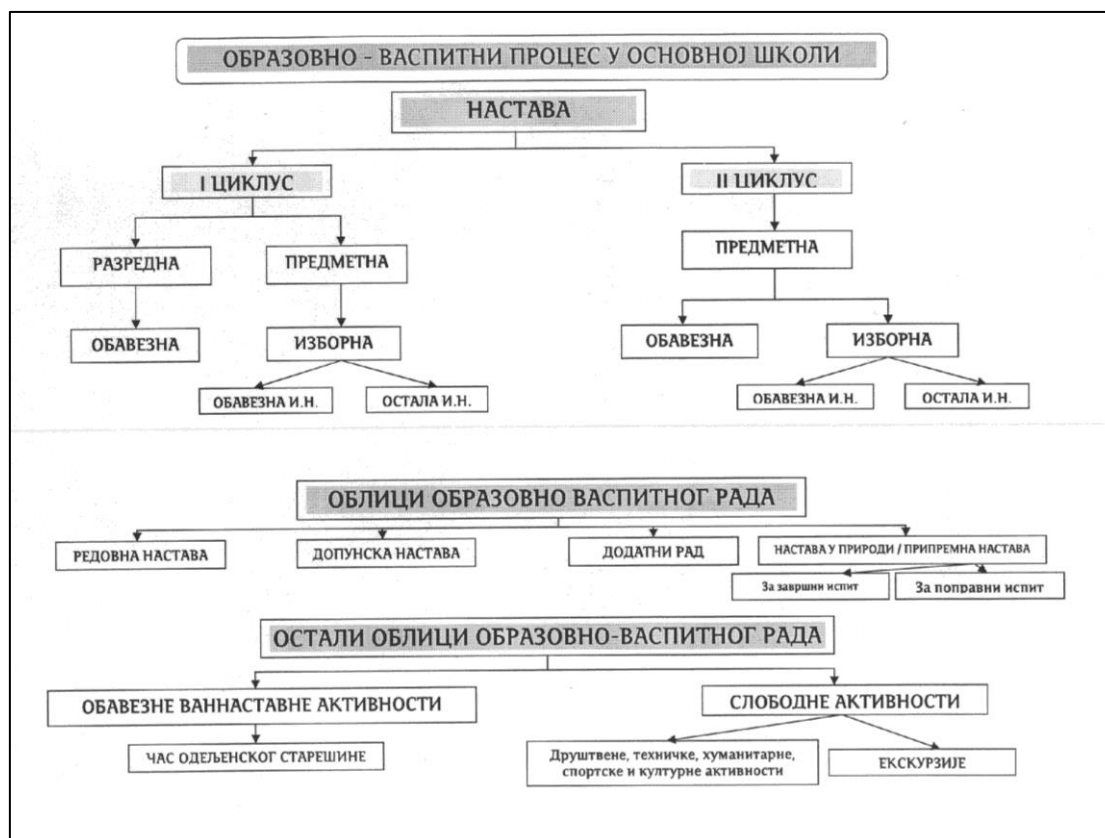 ОБРАЗОВНО - ВАСПИТНИ ПРОЦЕС У ОСНОВНОЈ ШКОЛИ
НАСТАВА
I ЦИКЛУС
II ЦИКЛУС
РАЗРЕДНА
ПРЕДМЕТНА
ПРЕДМЕТНА
ОБАВЕЗНА
ИЗБОРНА
ОБАВЕЗНА
ИЗБОРНА
ОБАВЕЗНА И.Н.
ОСТАЛА И.Н.
ОБАВЕЗНА И.Н.
ОСТАЛА И.Н.
ОБЛИЦИ ОБРАЗОВНО ВАСПИТНОГ РАДА
РЕДОВНА НАСТАВА
ДОПУНСКА НАСТАВА
ДОДАТНИ РАД
НАСТАВА У ПРИРОДИ / ПРИПРЕМНА НАСТАВА
За завршни испит
За поправни испит
ОСТАЛИ ОБЛИЦИ ОБРАЗОВНО-ВАСПИТНОГ РАДА
ОБАВЕЗНЕ ВАННАСТАВНЕ АКТИВНОСТИ
СЛОБОДНЕ АКТИВНОСТИ
ЧАС ОДЕЉЕНСКОГ СТАРЕШИНЕ
Друштвене, техничке, хуманитарне,
спортске и културне активности
ЕКСКУРЗИЈЕ